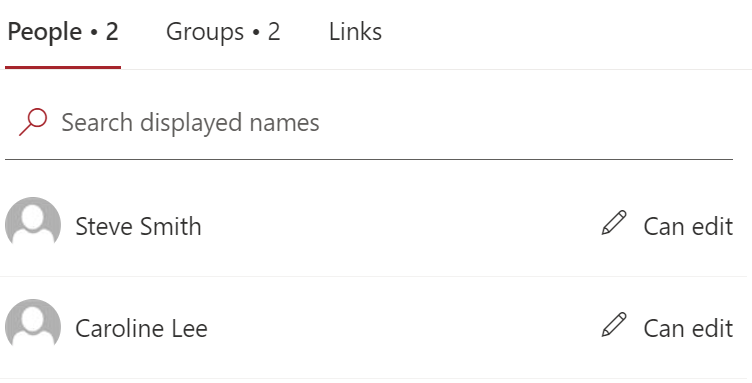 People • 2 Groups • 2 Links
Search displayed names
Steve Smith Can edit
Caroline Lee Can edit